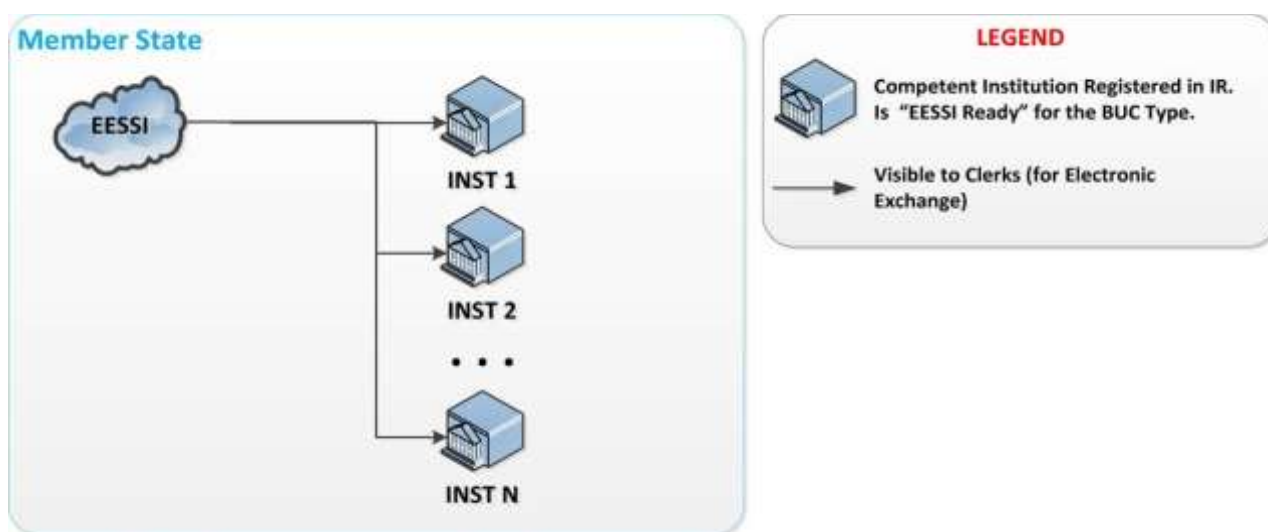 Member State
EESSI
INST 1
INST 2
. . .
INST N
LEGEND
Competent Institution Registered in IR.
Is “EESSI Ready” for the BUC Type.
Visible to Clerks (for Electronic
Exchange)